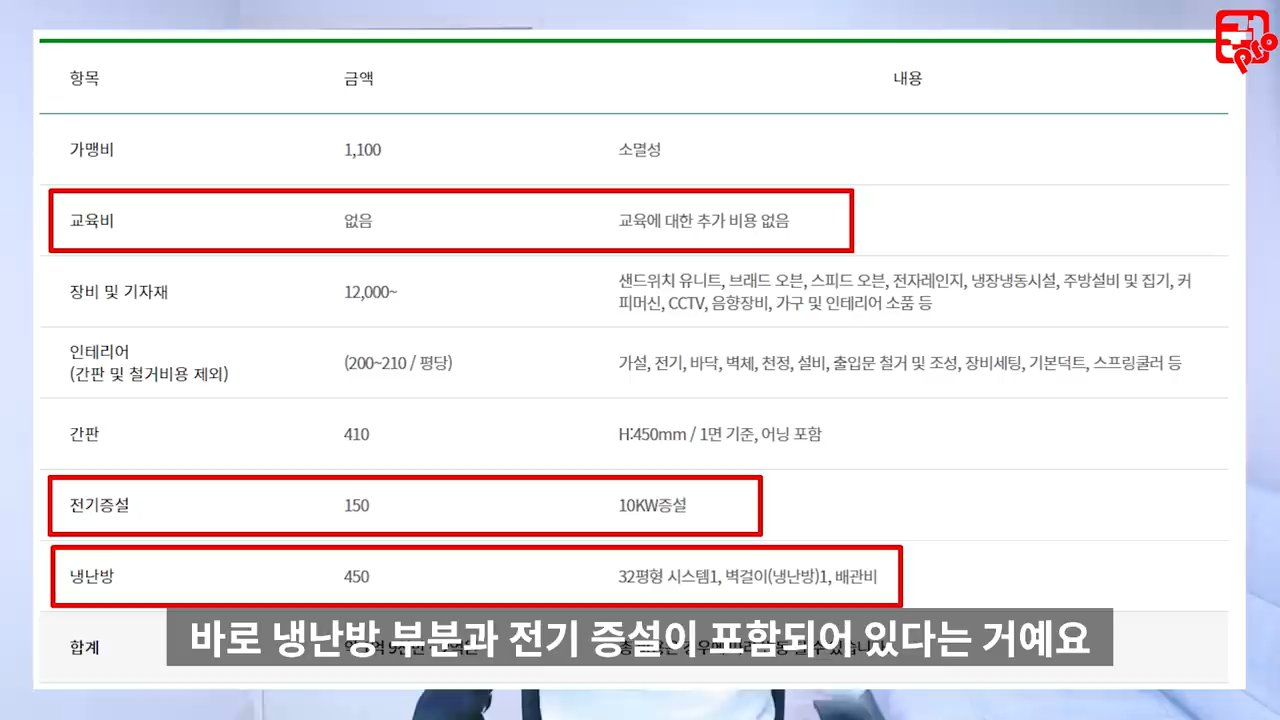 항목 금액 내용
가맹비 1,100 소멸성
교육비 없음 교육에 대한 추가 비용 없음
장비 및 기자재 12,000~ 샌드위치 유니트, 브래드 오븐, 스피드 오븐, 전자레인지, 냉장냉동시설, 주방설비 및 집기, 커
피머신, CCTV, 음향장비, 가구 및 인테리어 소품 등
인테리어
(간판 및 철거비용 제외) (200~210 / 평당) 가설, 전기, 바닥, 벽체, 천정, 설비, 출입문 철거 및 조성, 장비세팅, 기본덕트, 스프링쿨러 등
간판 410 H:450mm / 1면 기준, 어닝 포함
전기증설 150 10KW증설
냉난방 450 32평형 시스템1, 벽걸이(냉난방)1, 배관비
합계
바로 냉난방 부분과 전기 증설이 포함되어 있다는 거예요
pro